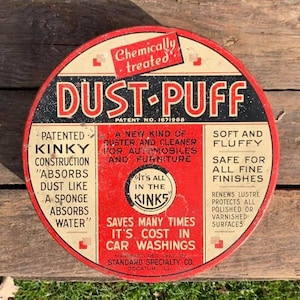 Chemically
treated
DUST-PUFF
PATENT NO. 1671988
PATENTED
KINKY
CONSTRUCTION
"ABSORBS
DUST LIKE
A SPONGE
ABSORBS
WATER"
A NEW KIND OF
DUSTER AND CLEANER
FOR AUTOMOBILES
AND FURNITURE
IT'S ALL
IN THE
KINKS
SAVES MANY TIMES
IT'S COST IN
CAR WASHINGS
STANDARD SPECIALTY CO.
DECATUR, ILL.
SOFT AND
FLUFFY
SAFE FOR
ALL FINE
FINISHES
RENEWS LUSTRE
PROTECTS ALL
POLISHED OR
VARNISHED
SURFACES